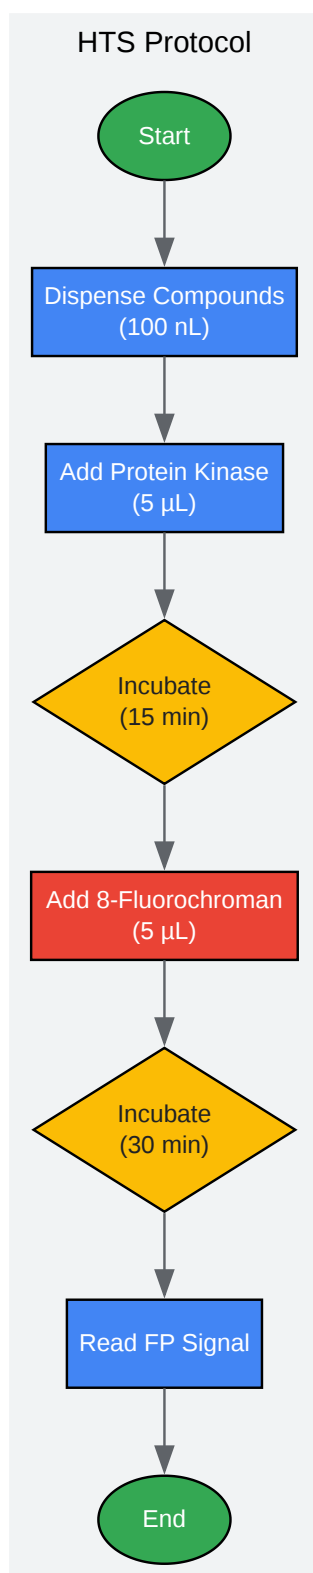 HTS Protocol
Start
Dispense Compounds
(100 nL)
Add Protein Kinase
(5 µL)
Incubate
(15 min)
Add 8-Fluorochroman
(5 µL)
Incubate
(30 min)
Read FP Signal
End